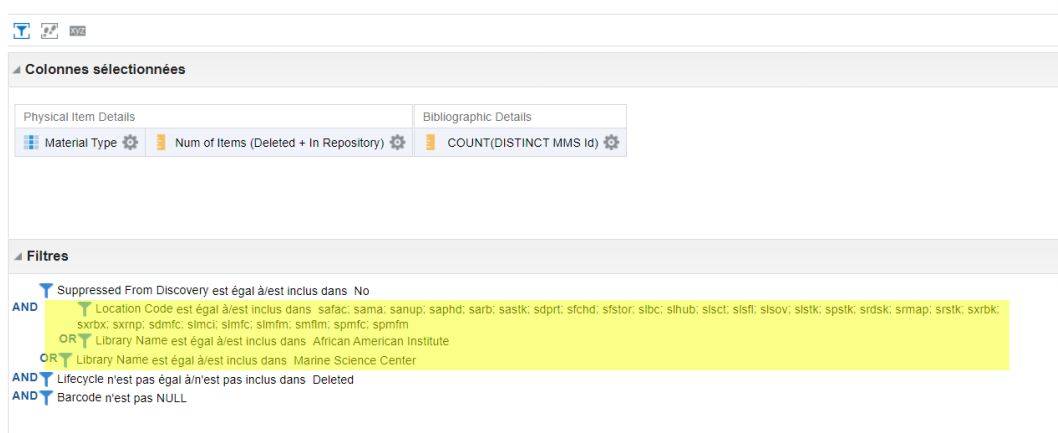 xyz
Colonnes sélectionnées
Physical Item Details
Bibliographic Details
Material Type
Num of Items (Deleted + In Repository)
COUNT(DISTINCT MMS Id)
Filtres
Suppressed From Discovery est égal à/est inclus dans No
AND Location Code est égal à/est inclus dans safac; sama; sanup; saphd; sarb; sastk; sdprt; sfchd; sfstor; slbc; slhub; slsct; slsfl; slsov; slstk; spstk; srdsk; srmap; srstk; sxrbk;
sxrbx; sxrnp; sdmfc; slmci; slmfc; slmfm; smflm; spmfc; spmfm
OR Library Name est égal à/est inclus dans African American Institute
OR Library Name est égal à/est inclus dans Marine Science Center
AND Lifecycle n'est pas égal à/n'est pas inclus dans Deleted
AND Barcode n'est pas NULL